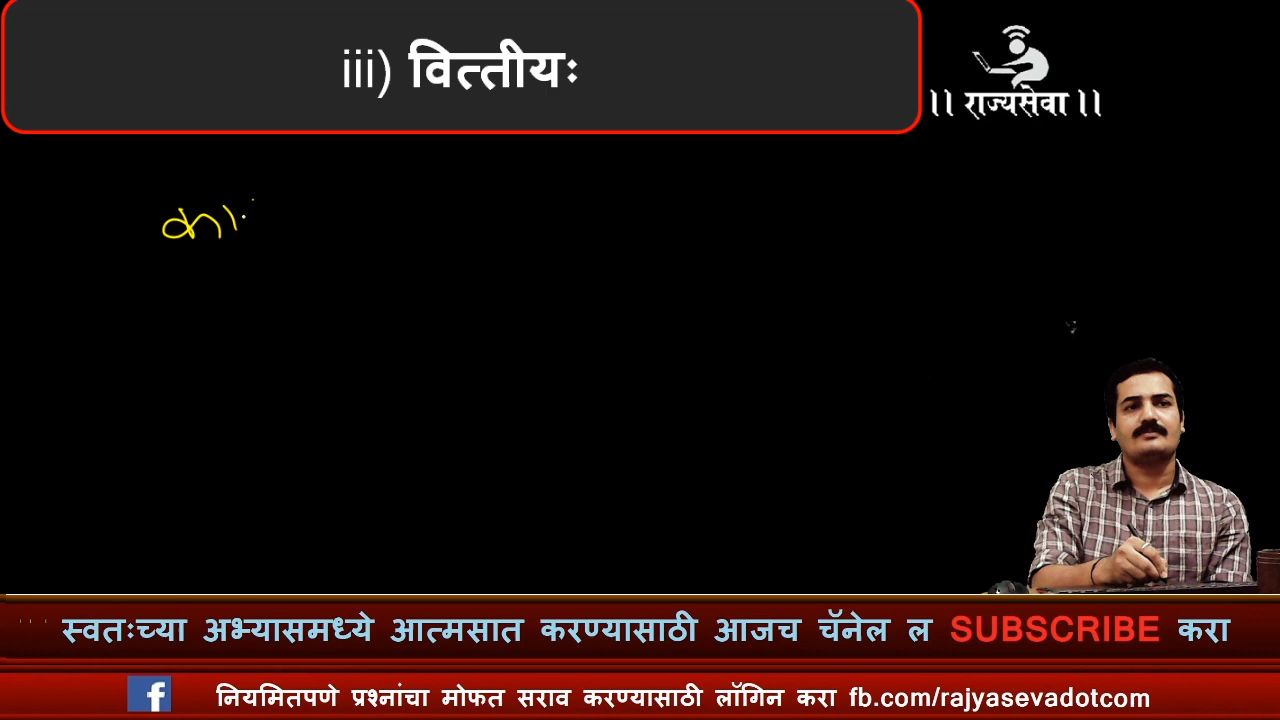 iii) वित्तीयः
।। राज्यसेवा ।।
का
स्वतःच्या अभ्यासमध्ये आत्मसात करण्यासाठी आजच चॅनेल ल SUBSCRIBE करा
f नियमितपणे प्रश्नांचा मोफत सराव करण्यासाठी लॉगिन करा fb.com/rajyasevadotcom